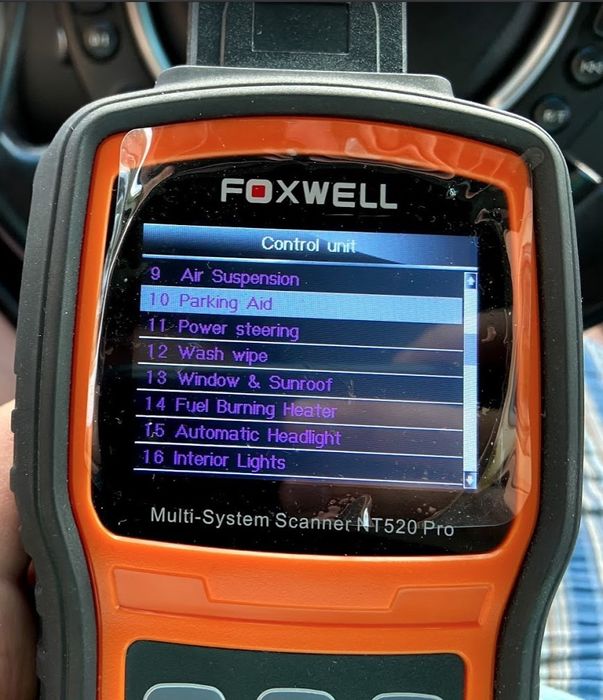 FOXWELL
Control unit
9 Air Suspension
10 Parking Aid
11 Power steering
12 Wash wipe
13 Window & Sunroof
14 Fuel Burning Heater
15 Automatic Headlight
16 Interior Lights
Multi-System Scanner NT520 Pro